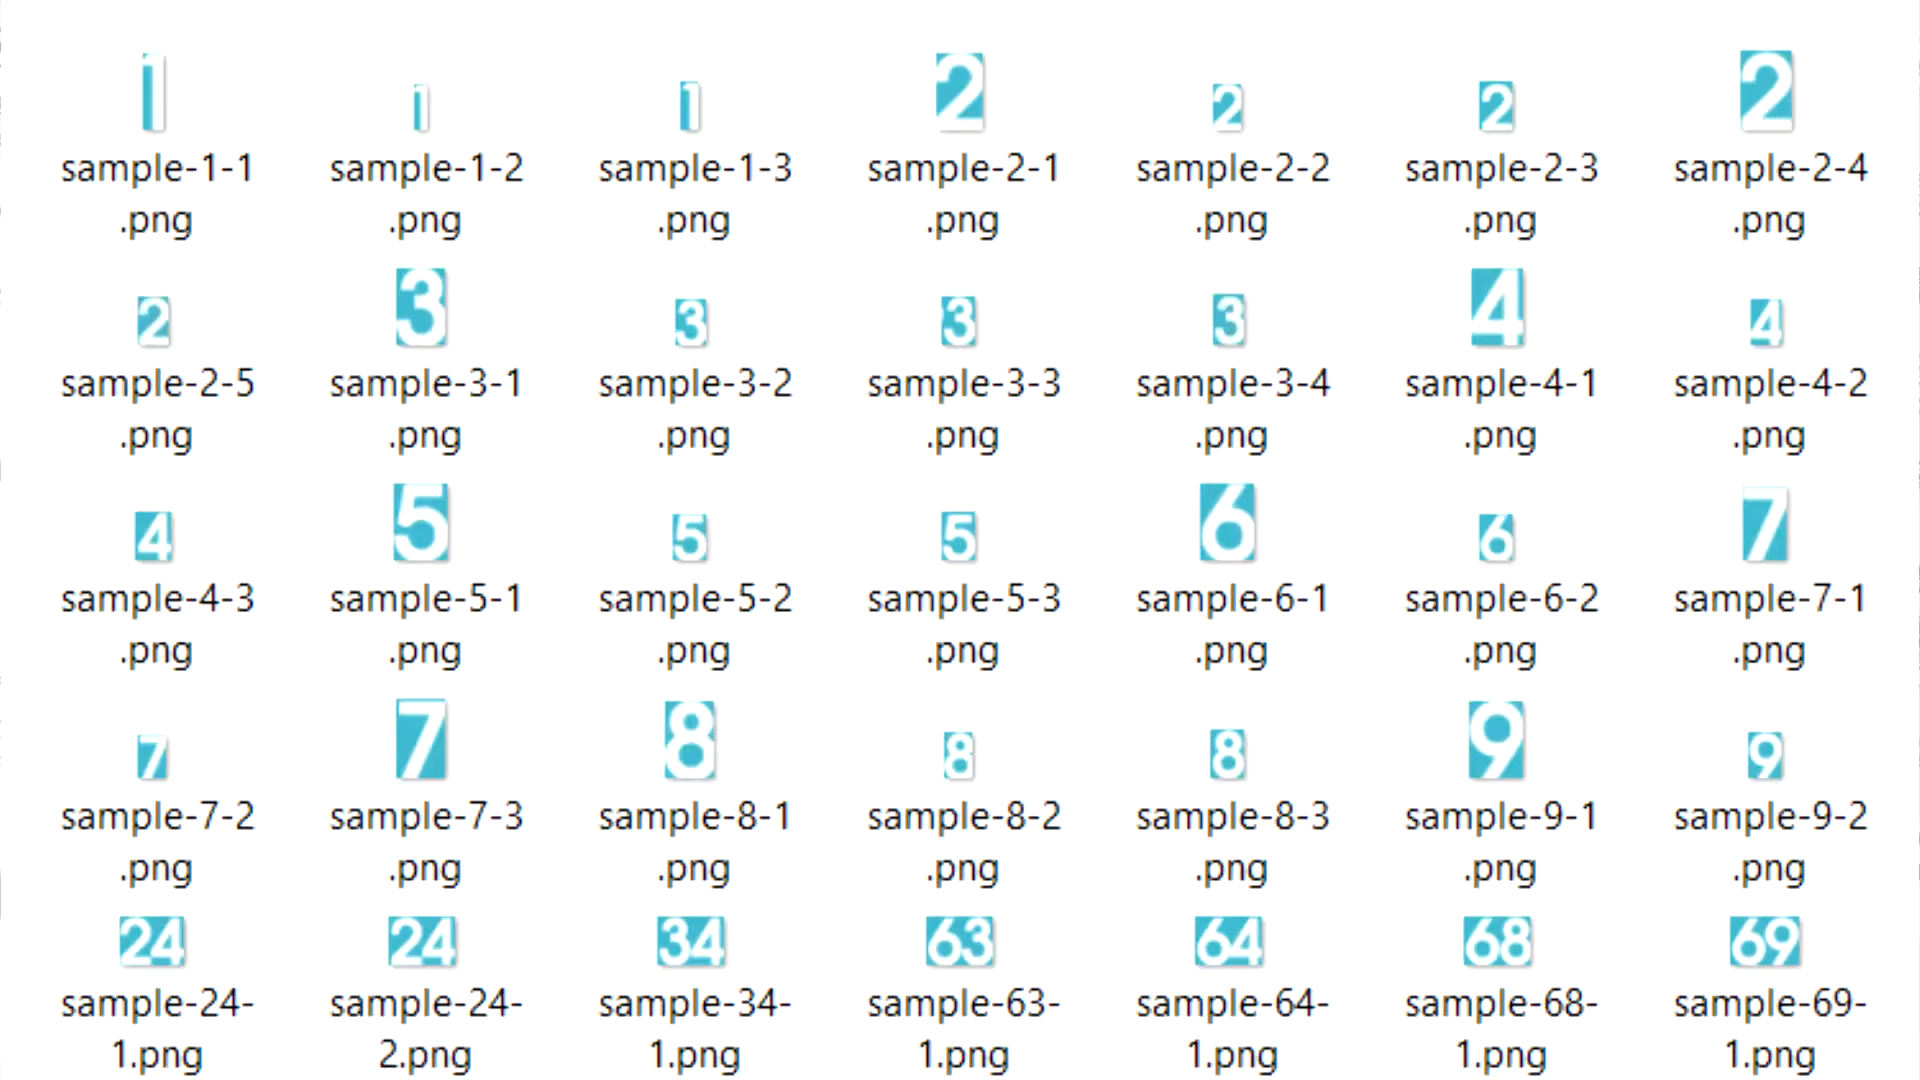 1 1 1 2 2 2 2
sample-1-1 sample-1-2 sample-1-3 sample-2-1 sample-2-2 sample-2-3 sample-2-4
.png .png .png .png .png .png .png
2 3 3 3 3 4 4
sample-2-5 sample-3-1 sample-3-2 sample-3-3 sample-3-4 sample-4-1 sample-4-2
.png .png .png .png .png .png .png
4 5 5 5 6 6 7
sample-4-3 sample-5-1 sample-5-2 sample-5-3 sample-6-1 sample-6-2 sample-7-1
.png .png .png .png .png .png .png
7 7 8 8 8 9 9
sample-7-2 sample-7-3 sample-8-1 sample-8-2 sample-8-3 sample-9-1 sample-9-2
.png .png .png .png .png .png .png
24 24 34 63 64 68 69
sample-24- sample-24- sample-34- sample-63- sample-64- sample-68- sample-69-
1.png 2.png 1.png 1.png 1.png 1.png 1.png